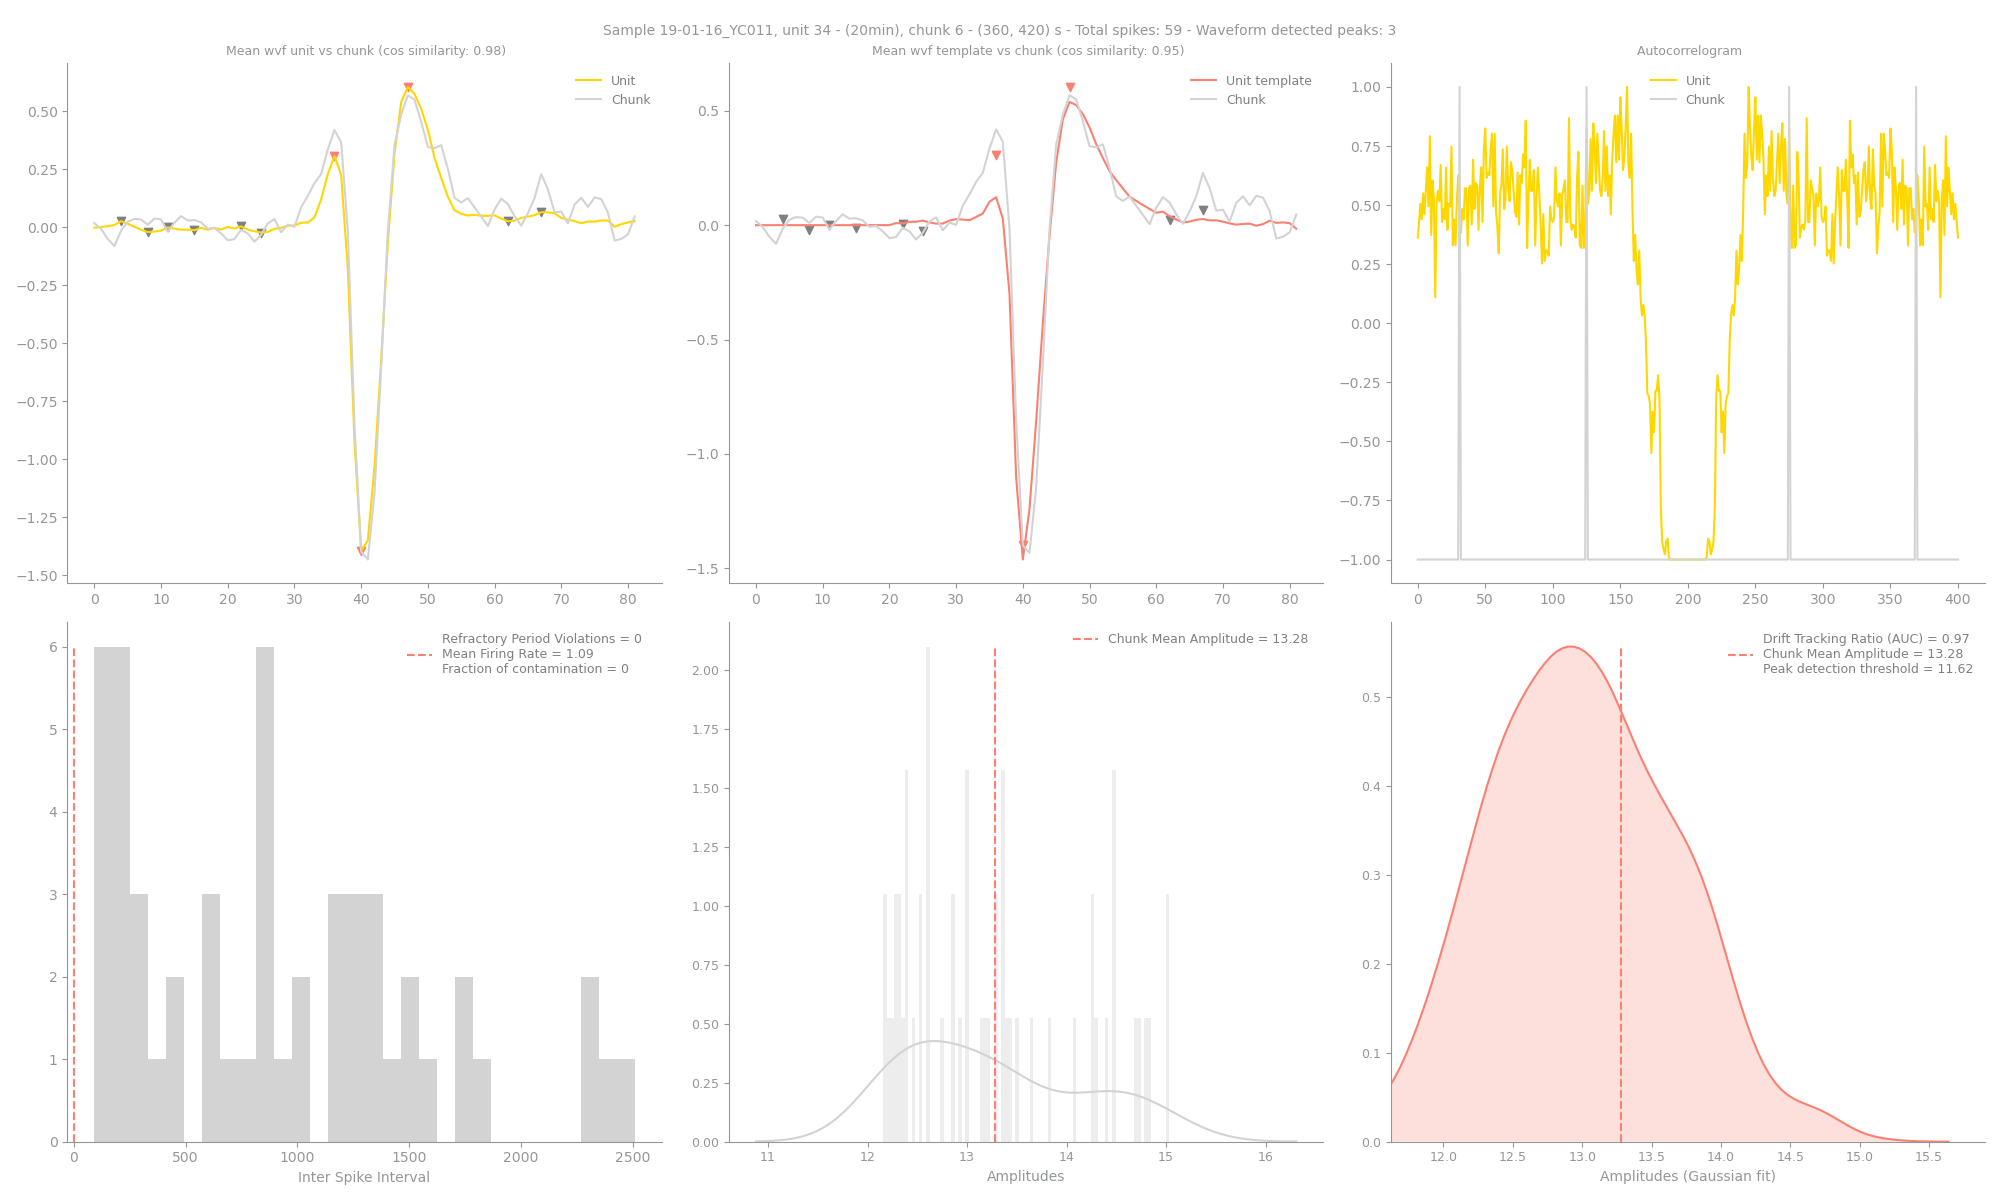 Sample 19-01-16_YC011, unit 34 - (20min), chunk 6 - (360, 420) s - Total spikes: 59 - Waveform detected peaks: 3
Mean wvf unit vs chunk (cos similarity: 0.98)
Unit
Chunk
0.50
0.25
0.00
−0.25
−0.50
−0.75
−1.00
−1.25
−1.50
0 10 20 30 40 50 60 70 80
Mean wvf template vs chunk (cos similarity: 0.95)
Unit template
Chunk
0.5
0.0
−0.5
−1.0
−1.5
0 10 20 30 40 50 60 70 80
Autocorrelogram
Unit
Chunk
1.00
0.75
0.50
0.25
0.00
−0.25
−0.50
−0.75
−1.00
0 50 100 150 200 250 300 350 400
Refractory Period Violations = 0
Mean Firing Rate = 1.09
Fraction of contamination = 0
6
5
4
3
2
1
0
0 500 1000 1500 2000 2500
Inter Spike Interval
Chunk Mean Amplitude = 13.28
2.00
1.75
1.50
1.25
1.00
0.75
0.50
0.25
0.00
11 12 13 14 15 16
Amplitudes
Drift Tracking Ratio (AUC) = 0.97
Chunk Mean Amplitude = 13.28
Peak detection threshold = 11.62
0.5
0.4
0.3
0.2
0.1
0.0
12.0 12.5 13.0 13.5 14.0 14.5 15.0 15.5
Amplitudes (Gaussian fit)